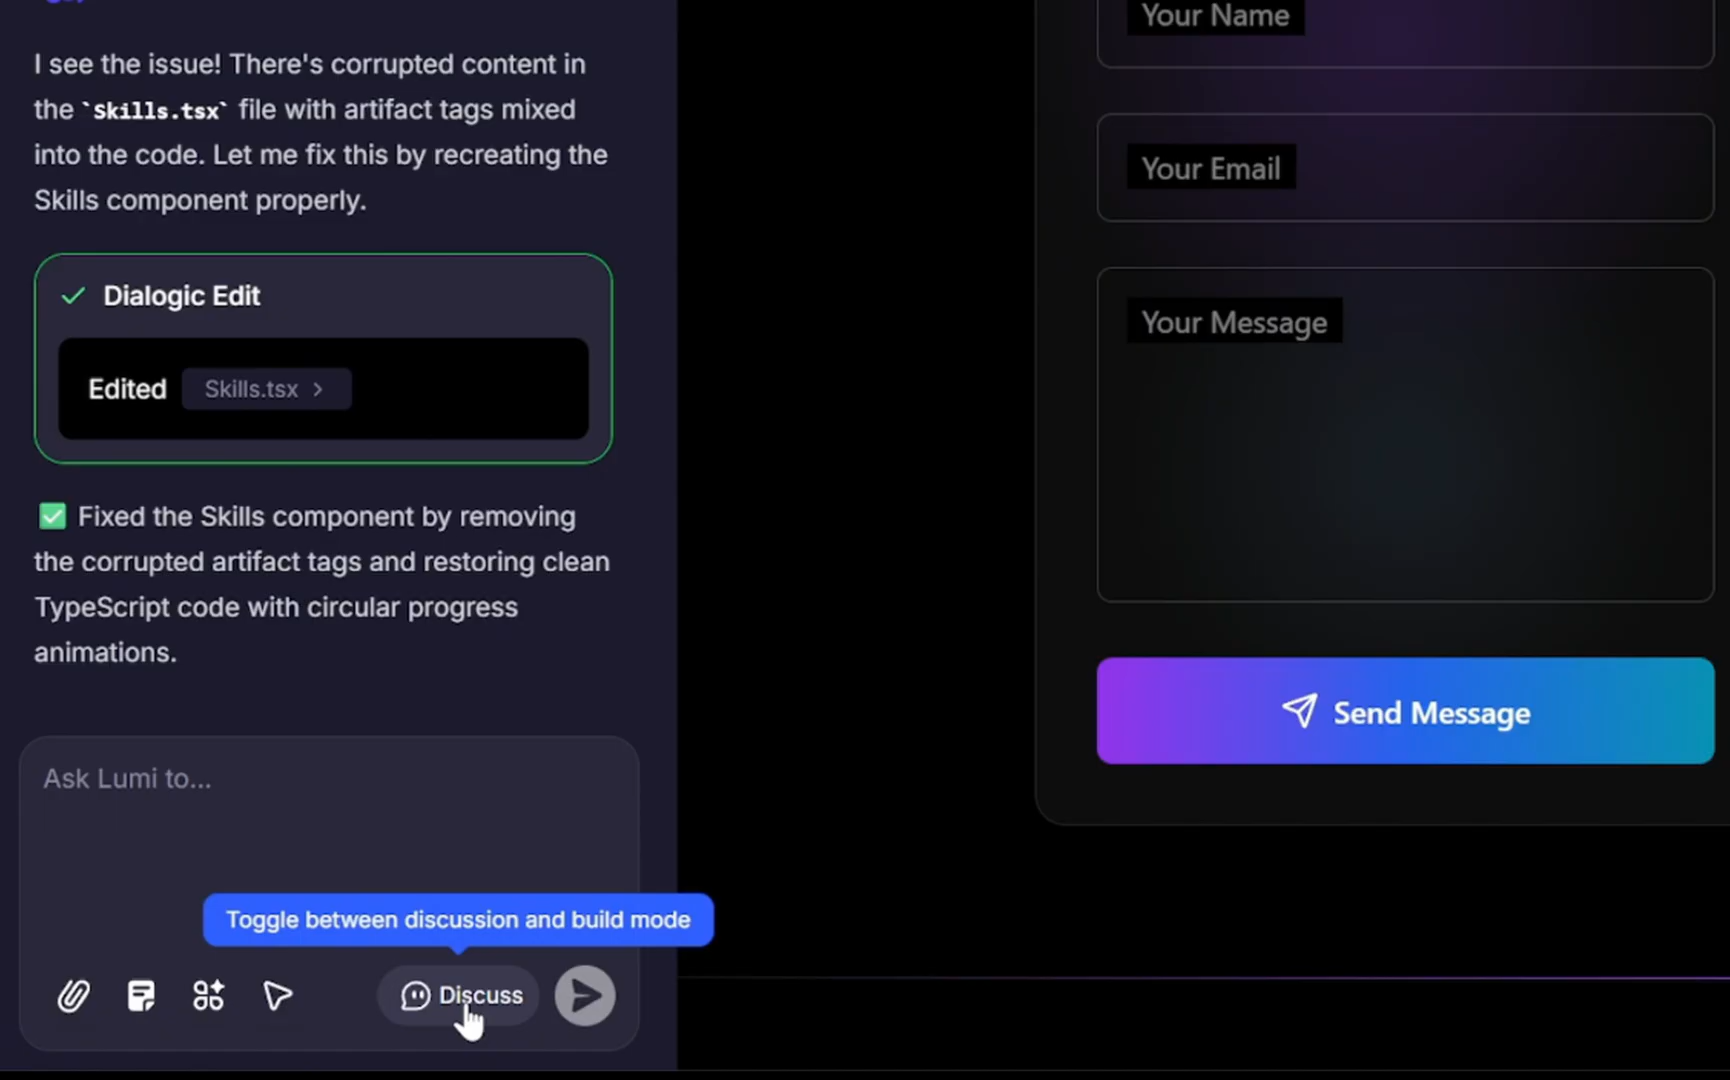 I see the issue! There's corrupted content in
the `Skills.tsx` file with artifact tags mixed
into the code. Let me fix this by recreating the
Skills component properly.
Dialogic Edit
Edited Skills.tsx >
✅ Fixed the Skills component by removing
the corrupted artifact tags and restoring clean
TypeScript code with circular progress
animations.
Ask Lumi to...
Toggle between discussion and build mode
Discuss
Your Name
Your Email
Your Message
Send Message